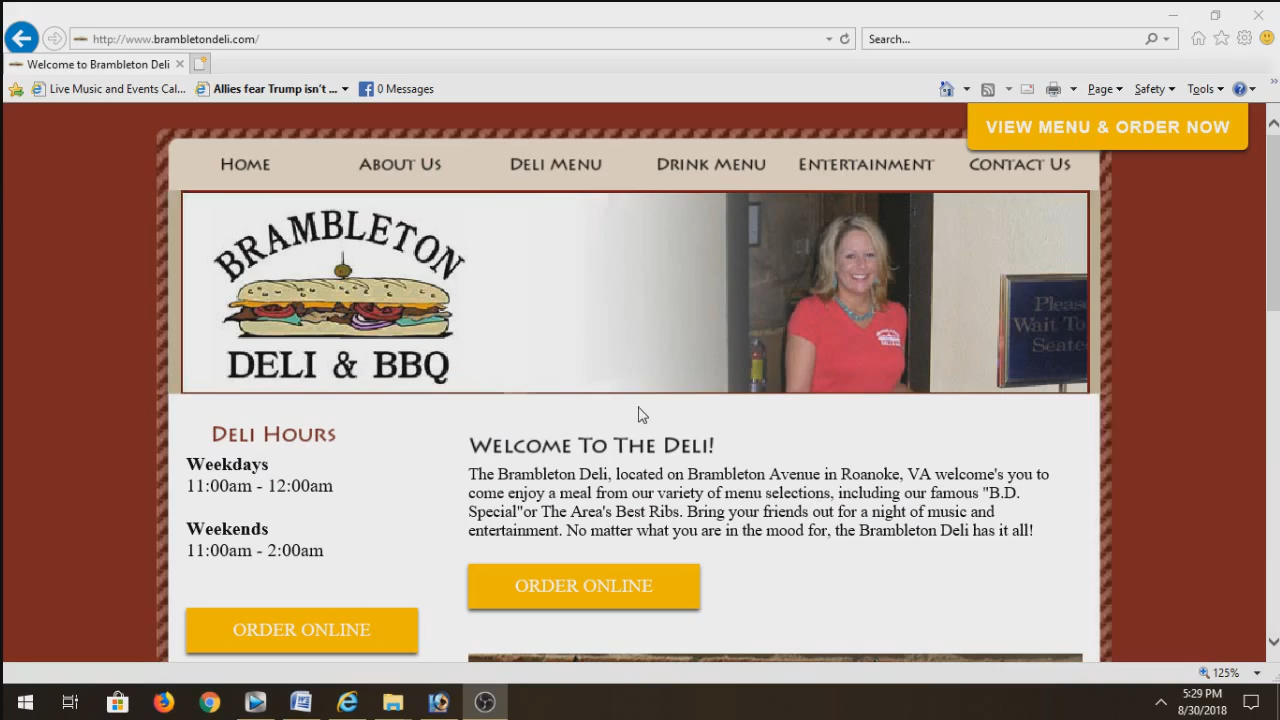 http://www.brambletondeli.com/
Search...
Welcome to Brambleton Deli
Live Music and Events Cal...
Allies fear Trump isn't ...
0 Messages
Page
Safety
Tools
VIEW MENU & ORDER NOW
HOME
ABOUT US
DELI MENU
DRINK MENU
ENTERTAINMENT
CONTACT US
BRAMBLETON
DELI & BBQ
Please
Wait To
Seate
DELI HOURS
Weekdays
11:00am - 12:00am
Weekends
11:00am - 2:00am
ORDER ONLINE
WELCOME TO THE DELI!
The Brambleton Deli, located on Brambleton Avenue in Roanoke, VA welcome's you to
come enjoy a meal from our variety of menu selections, including our famous "B.D.
Special"or The Area's Best Ribs. Bring your friends out for a night of music and
entertainment. No matter what you are in the mood for, the Brambleton Deli has it all!
ORDER ONLINE
125%
5:29 PM
8/30/2018